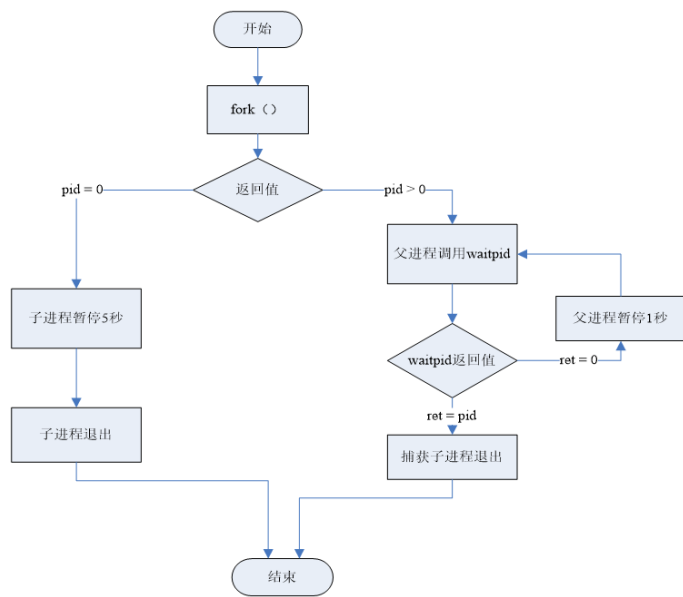 开始
fork（）
返回值
pid = 0
pid > 0
父进程调用waitpid
子进程暂停5秒
父进程暂停1秒
waitpid返回值
ret = 0
ret = pid
子进程退出
捕获子进程退出
结束